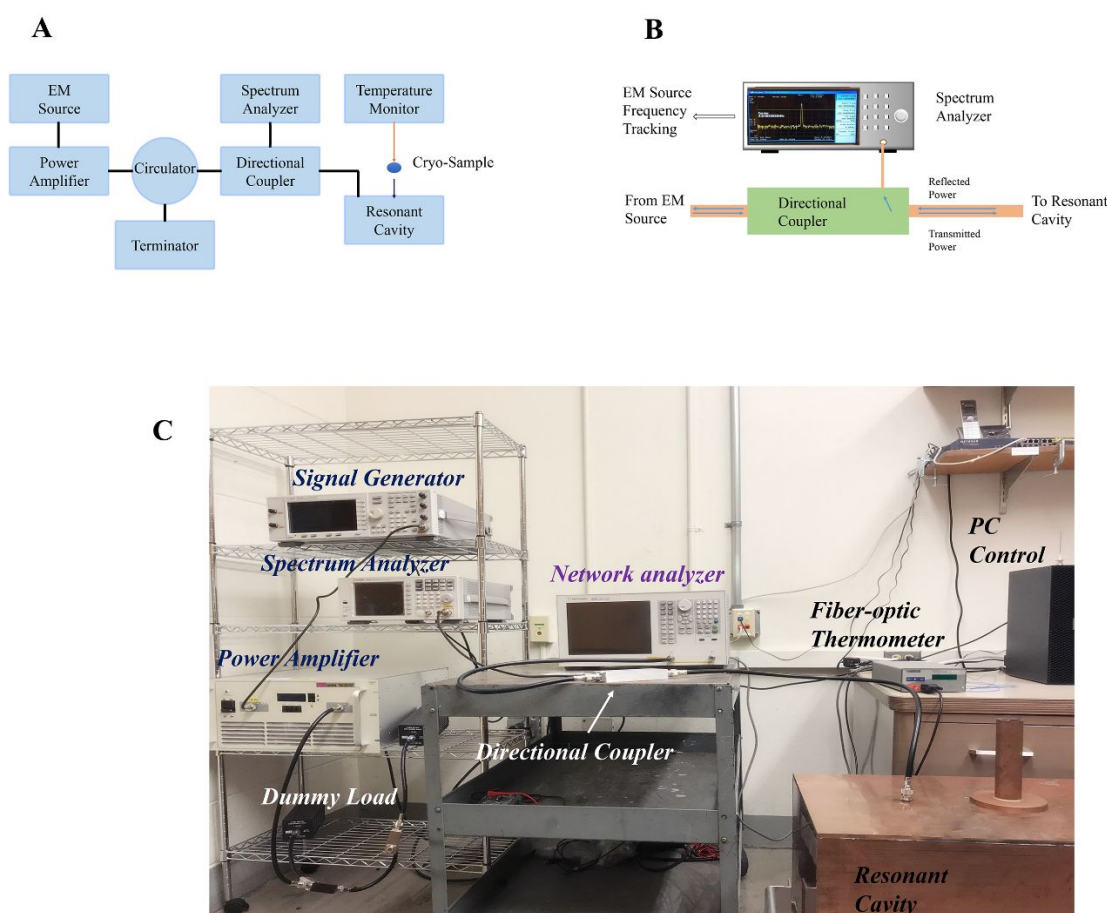 A
EM
Source
Spectrum
Analyzer
Temperature
Monitor
Power
Amplifier
Circulator
Directional
Coupler
Cryo-Sample
Resonant
Cavity
Terminator
B
EM Source
Frequency
Tracking
Spectrum
Analyzer
From EM
Source
Directional
Coupler
Reflected
Power
Transmitted
Power
To Resonant
Cavity
C
Signal Generator
Spectrum Analyzer
Network analyzer
PC
Control
Fiber-optic
Thermometer
Power Amplifier
Directional Coupler
Dummy Load
Resonant
Cavity